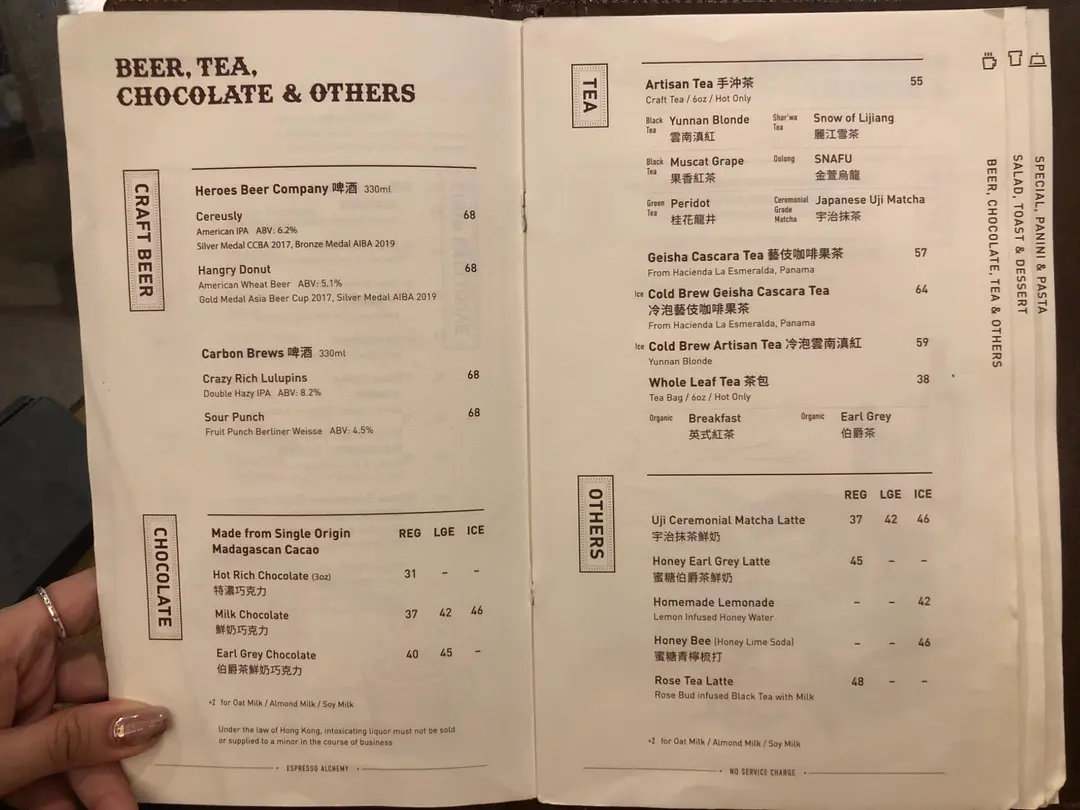 BEER, TEA,
CHOCOLATE & OTHERS
CRAFT BEER
Heroes Beer Company 啤酒 330ml
Cereusly 68
American IPA ABV: 6.2%
Silver Medal CCBA 2017, Bronze Medal AIBA 2019
Hangry Donut 68
American Wheat Beer ABV: 5.1%
Gold Medal Asia Beer Cup 2017, Silver Medal AIBA 2019
Carbon Brews 啤酒 330ml
Crazy Rich Lulupins 68
Double Hazy IPA ABV: 8.2%
Sour Punch 68
Fruit Punch Berliner Weisse ABV: 4.5%
CHOCOLATE
Made from Single Origin REG LGE ICE
Madagascan Cacao
Hot Rich Chocolate (3oz) 31 – –
特濃巧克力
Milk Chocolate 37 42 46
鮮奶巧克力
Earl Grey Chocolate 40 45 –
伯爵茶鮮奶巧克力
+2 for Oat Milk / Almond Milk / Soy Milk
Under the law of Hong Kong, intoxicating liquor must not be sold
or supplied to a minor in the course of business
• ESPRESSO ALCHEMY •
TEA
Artisan Tea 手沖茶 55
Craft Tea / 6oz / Hot Only
Black Tea Yunnan Blonde 雲南滇紅
Shar'wa Tea Snow of Lijiang 麗江雪茶
Black Tea Muscat Grape 果香紅茶
Oolong SNAFU 金萱烏龍
Green Tea Peridot 桂花龍井
Ceremonial Grade Matcha Japanese Uji Matcha 宇治抹茶
Geisha Cascara Tea 藝伎咖啡果茶 57
From Hacienda La Esmeralda, Panama
Ice Cold Brew Geisha Cascara Tea 64
冷泡藝伎咖啡果茶
From Hacienda La Esmeralda, Panama
Ice Cold Brew Artisan Tea 冷泡雲南滇紅 59
Yunnan Blonde
Whole Leaf Tea 茶包 38
Tea Bag / 6oz / Hot Only
Organic Breakfast 英式紅茶
Organic Earl Grey 伯爵茶
OTHERS
REG LGE ICE
Uji Ceremonial Matcha Latte 37 42 46
宇治抹茶鮮奶
Honey Earl Grey Latte 45 – –
蜜糖伯爵茶鮮奶
Homemade Lemonade – – 42
Lemon Infused Honey Water
Honey Bee (Honey Lime Soda) – – 46
蜜糖青檸梳打
Rose Tea Latte 48 – –
Rose Bud infused Black Tea with Milk
+2 for Oat Milk / Almond Milk / Soy Milk
• NO SERVICE CHARGE •
BEER, CHOCOLATE, TEA & OTHERS
SALAD, TOAST & DESSERT
SPECIAL, PANINI & PASTA